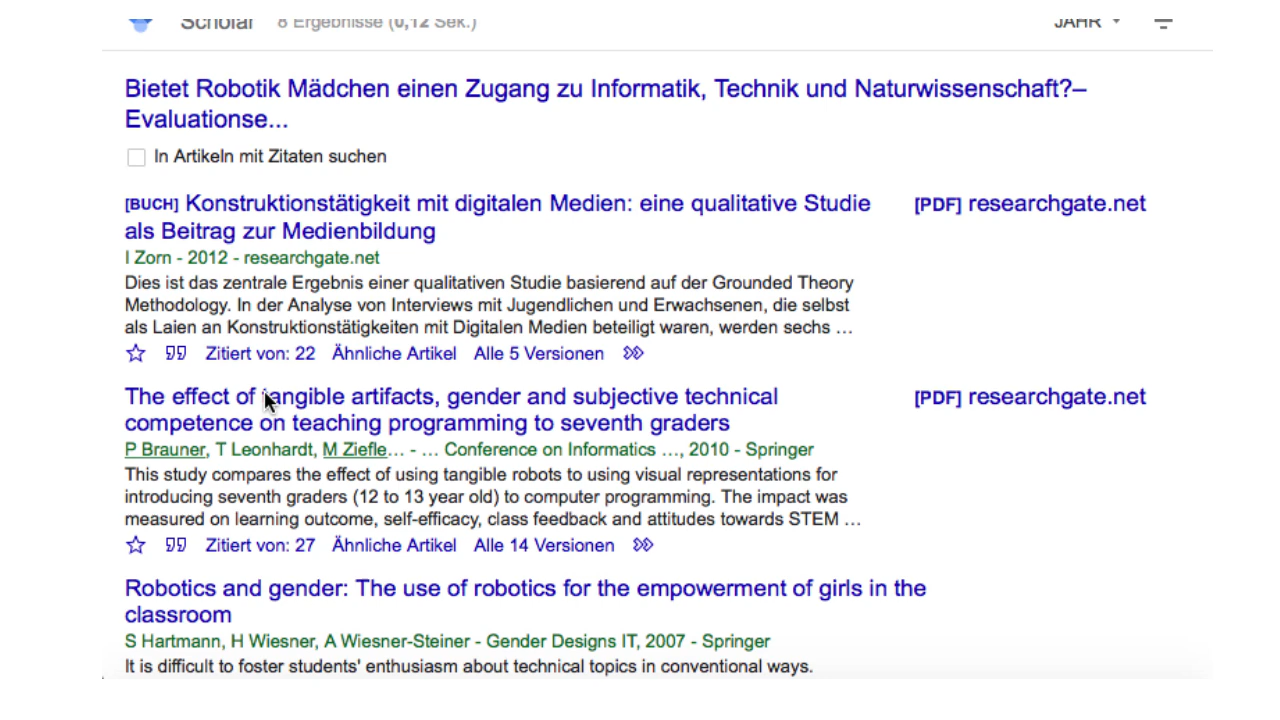 Scholar 8 Ergebnisse (0,12 Sek.) JAHR
Bietet Robotik Mädchen einen Zugang zu Informatik, Technik und Naturwissenschaft?–
Evaluationse...
In Artikeln mit Zitaten suchen
[BUCH] Konstruktionstätigkeit mit digitalen Medien: eine qualitative Studie [PDF] researchgate.net
als Beitrag zur Medienbildung
I Zorn - 2012 - researchgate.net
Dies ist das zentrale Ergebnis einer qualitativen Studie basierend auf der Grounded Theory
Methodology. In der Analyse von Interviews mit Jugendlichen und Erwachsenen, die selbst
als Laien an Konstruktionstätigkeiten mit Digitalen Medien beteiligt waren, werden sechs …
Zitiert von: 22 Ähnliche Artikel Alle 5 Versionen
The effect of tangible artifacts, gender and subjective technical [PDF] researchgate.net
competence on teaching programming to seventh graders
P Brauner, T Leonhardt, M Ziefle… - … Conference on Informatics …, 2010 - Springer
This study compares the effect of using tangible robots to using visual representations for
introducing seventh graders (12 to 13 year old) to computer programming. The impact was
measured on learning outcome, self-efficacy, class feedback and attitudes towards STEM …
Zitiert von: 27 Ähnliche Artikel Alle 14 Versionen
Robotics and gender: The use of robotics for the empowerment of girls in the
classroom
S Hartmann, H Wiesner, A Wiesner-Steiner - Gender Designs IT, 2007 - Springer
It is difficult to foster students' enthusiasm about technical topics in conventional ways.